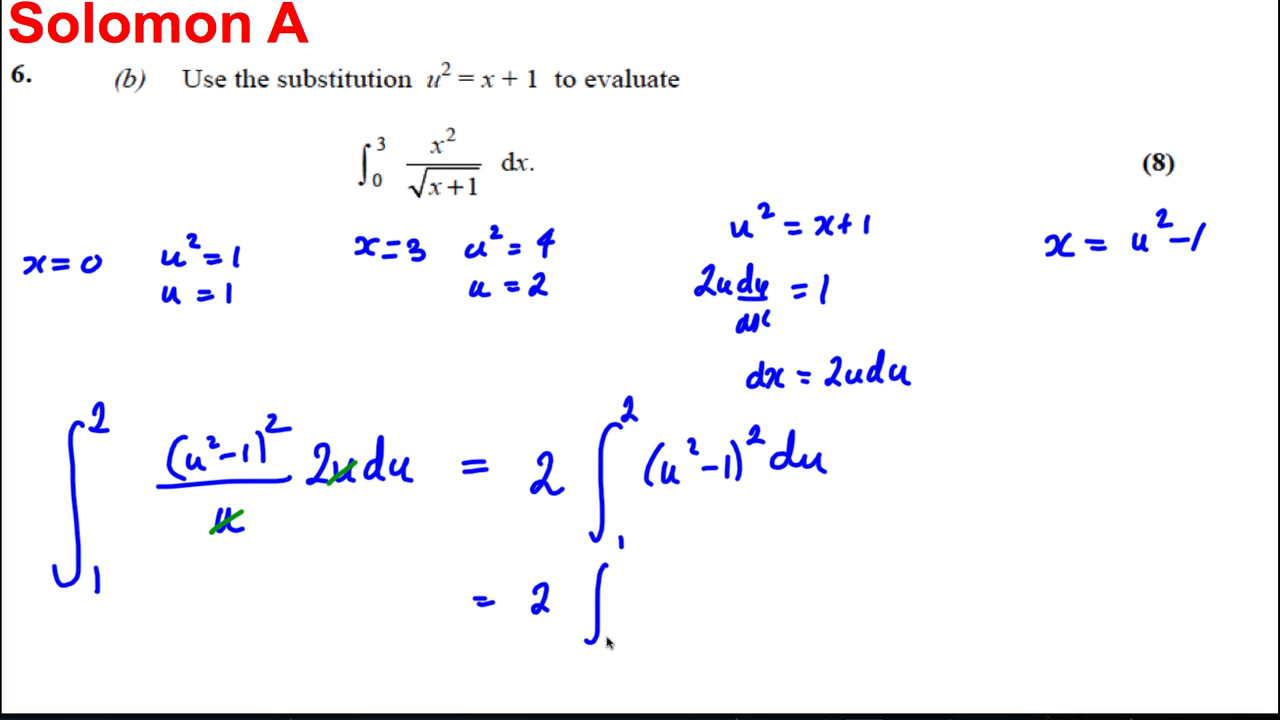 Solomon A
6. (b) Use the substitution u² = x + 1 to evaluate
∫₀³ x²/√(x+1) dx. (8)
x = 0 u² = 1 x = 3 u² = 4 u² = x + 1 x = u² − 1
u = 1 u = 2 2u du/dx = 1
dx = 2u du
∫₁² (u² − 1)²/u 2u du = 2 ∫₁² (u² − 1)² du
= 2 ∫